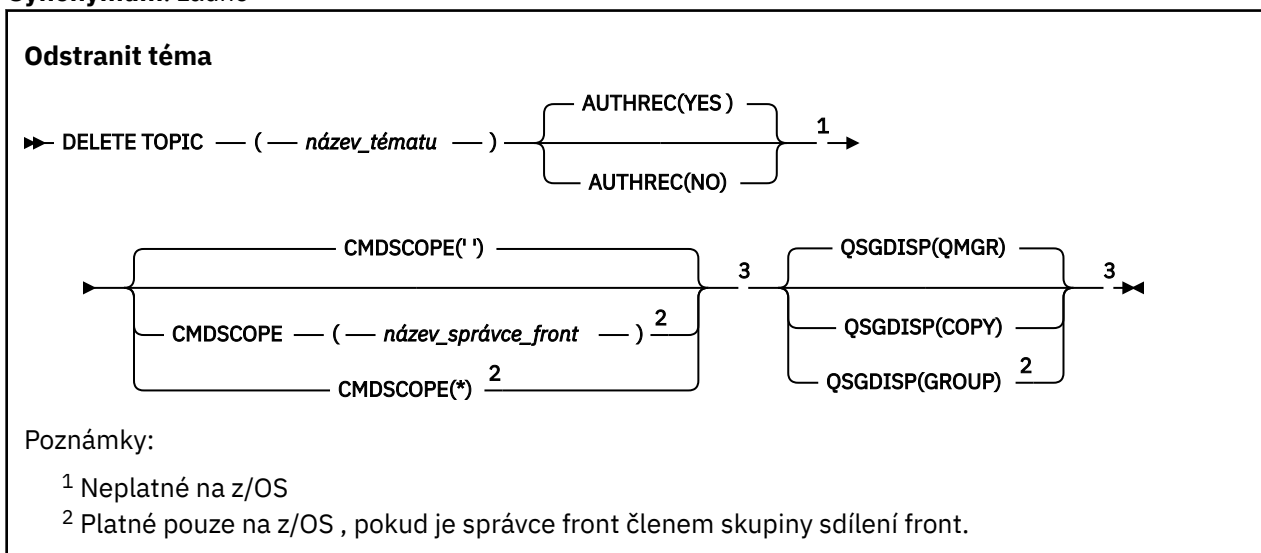 Odstranit téma
AUTHREC(YES )
DELETE TOPIC ( název_tématu ) 1
AUTHREC(NO)
CMDSCOPE(' ') QSGDISP(QMGR)
3 3
CMDSCOPE ( název_správce_front ) 2 QSGDISP(COPY)
CMDSCOPE(*) 2 QSGDISP(GROUP) 2
Poznámky:
1 Neplatné na z/OS
2 Platné pouze na z/OS , pokud je správce front členem skupiny sdílení front.